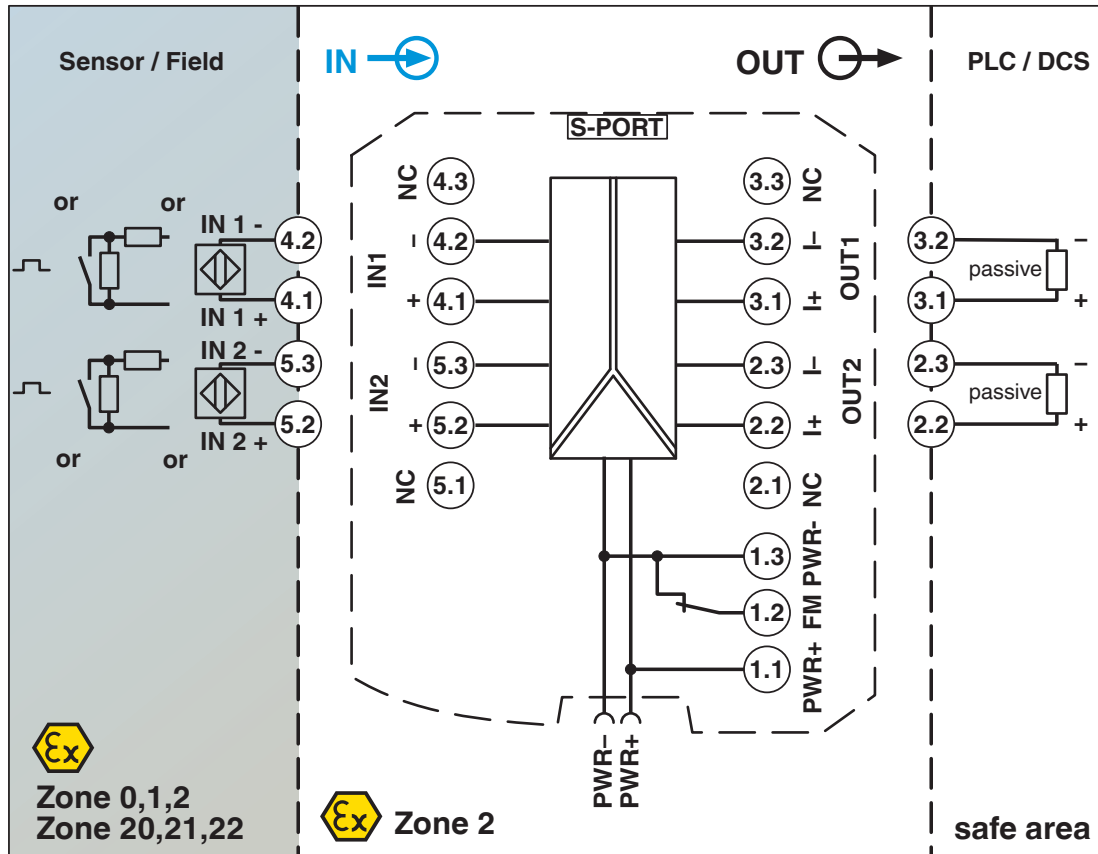 Sensor / Field
IN
OUT
PLC / DCS
S-PORT
or
or
IN 1 -
4.2
4.1
IN 1 +
IN 2 -
5.3
5.2
IN 2 +
or
or
NC
4.3
IN1
–
4.2
+
4.1
IN2
–
5.3
+
5.2
NC
5.1
3.3
NC
3.2
3.1
OUT1
2.3
2.2
OUT2
2.1
NC
1.3
PWR-
1.2
FM
1.1
PWR+
PWR–
PWR+
3.2
–
passive
3.1
+
2.3
–
passive
2.2
+
Ex
Zone 0,1,2
Zone 20,21,22
Ex
Zone 2
safe area